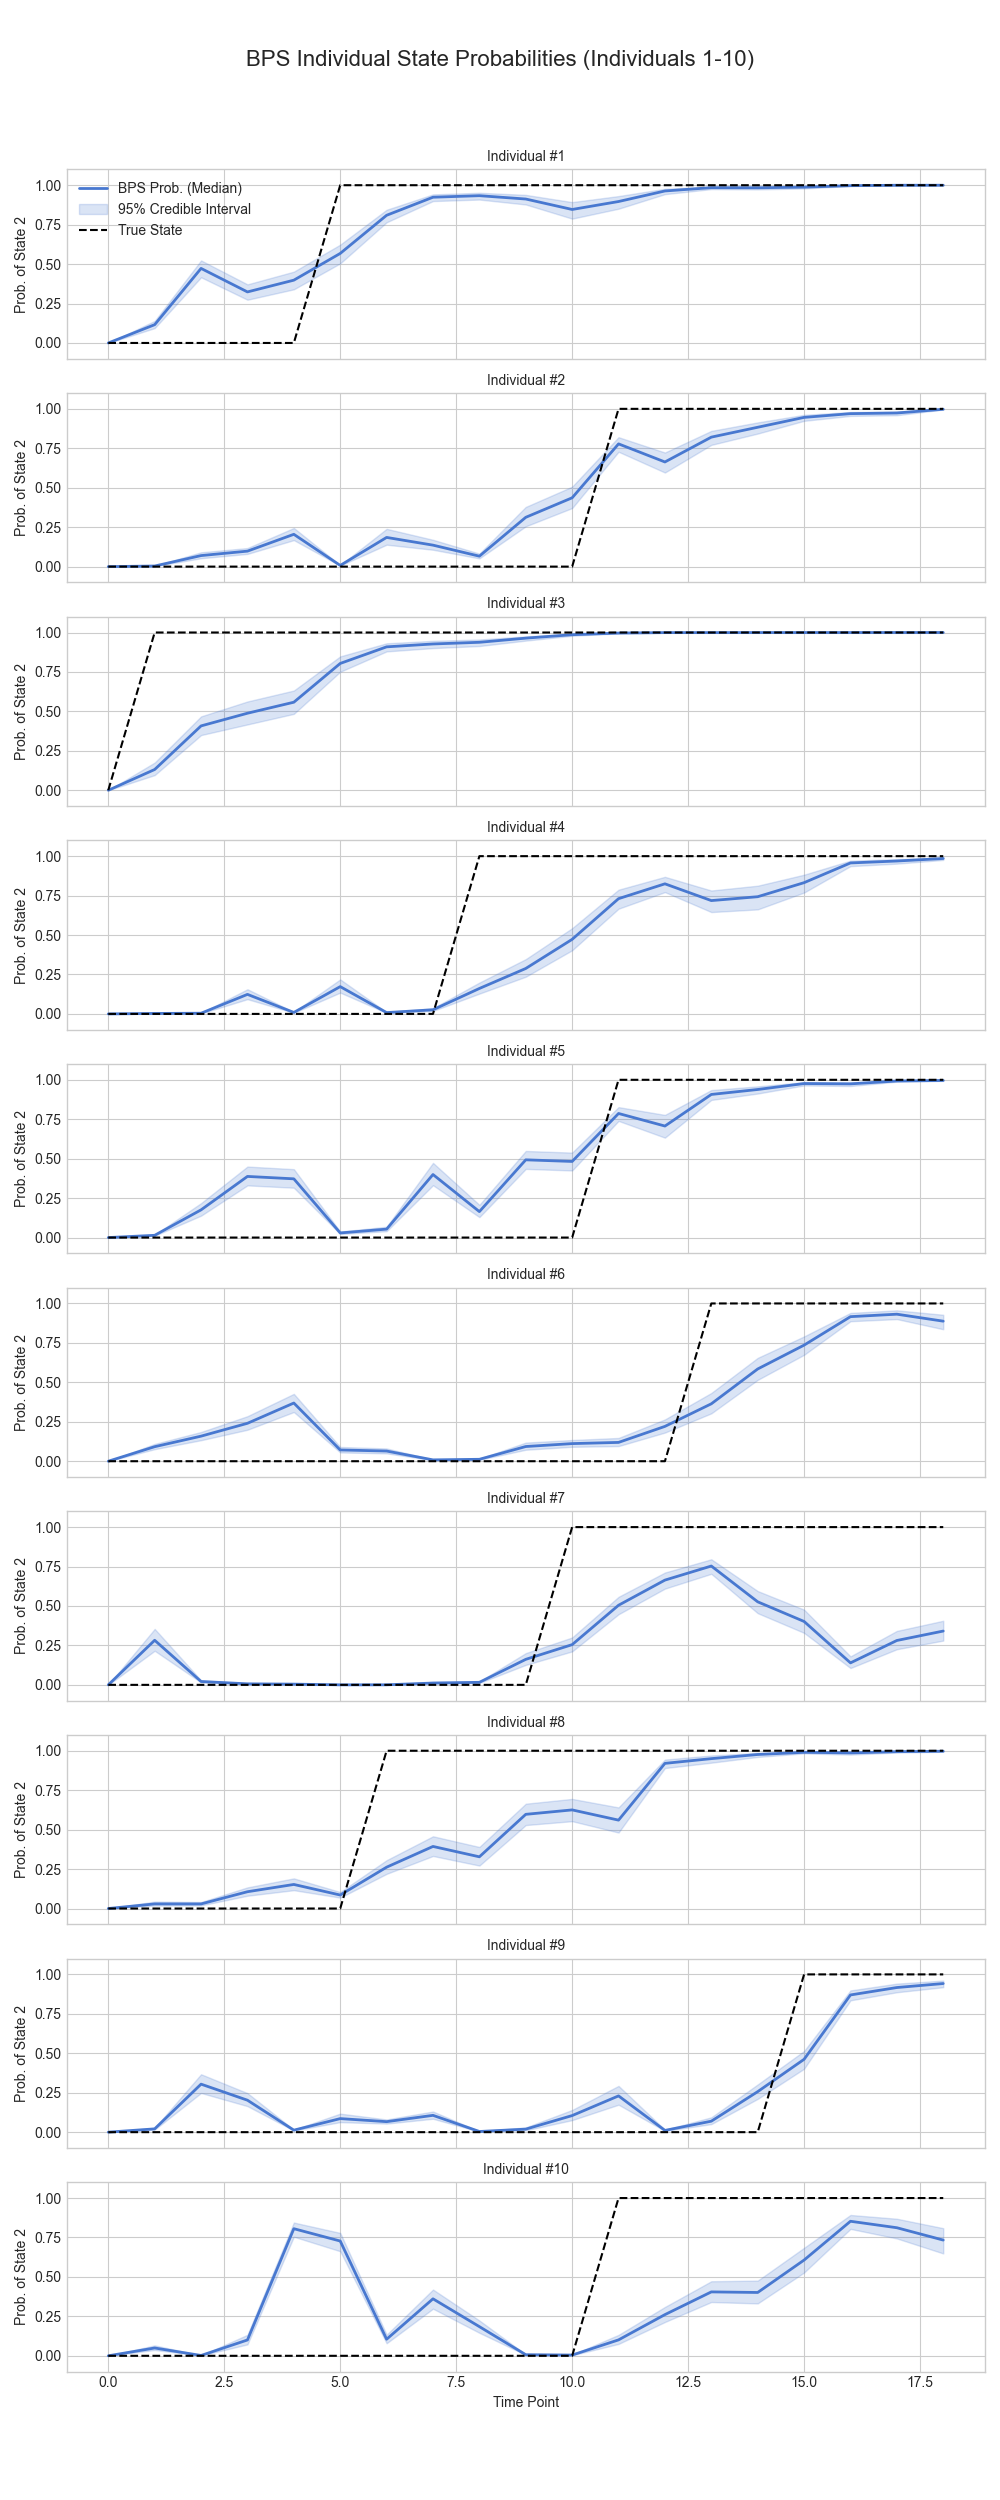 BPS Individual State Probabilities (Individuals 1-10)
Individual #1
BPS Prob. (Median)
95% Credible Interval
True State
Prob. of State 2
1.00
0.75
0.50
0.25
0.00
Individual #2
Prob. of State 2
1.00
0.75
0.50
0.25
0.00
Individual #3
Prob. of State 2
1.00
0.75
0.50
0.25
0.00
Individual #4
Prob. of State 2
1.00
0.75
0.50
0.25
0.00
Individual #5
Prob. of State 2
1.00
0.75
0.50
0.25
0.00
Individual #6
Prob. of State 2
1.00
0.75
0.50
0.25
0.00
Individual #7
Prob. of State 2
1.00
0.75
0.50
0.25
0.00
Individual #8
Prob. of State 2
1.00
0.75
0.50
0.25
0.00
Individual #9
Prob. of State 2
1.00
0.75
0.50
0.25
0.00
Individual #10
Prob. of State 2
1.00
0.75
0.50
0.25
0.00
0.0 2.5 5.0 7.5 10.0 12.5 15.0 17.5
Time Point